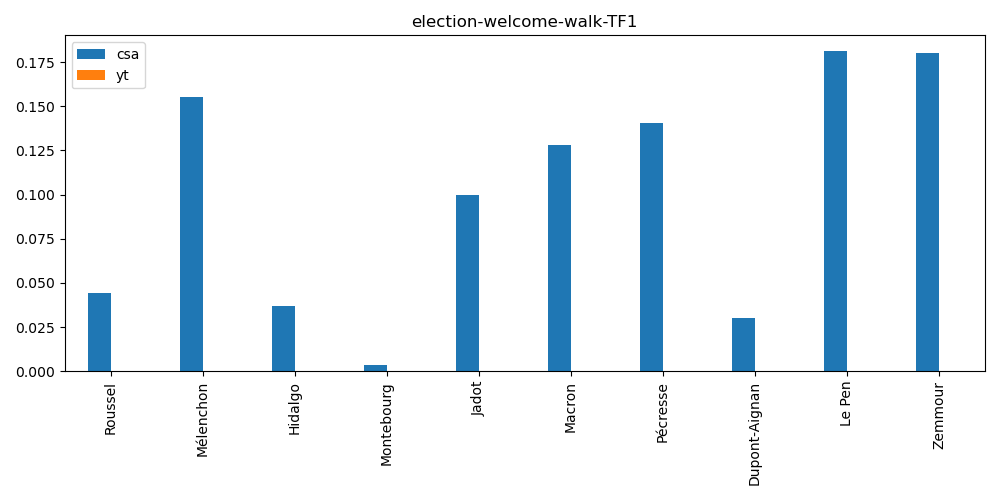 election-welcome-walk-TF1
csa
yt
0.175
0.150
0.125
0.100
0.075
0.050
0.025
0.000
Roussel
Mélenchon
Hidalgo
Montebourg
Jadot
Macron
Pécresse
Dupont-Aignan
Le Pen
Zemmour